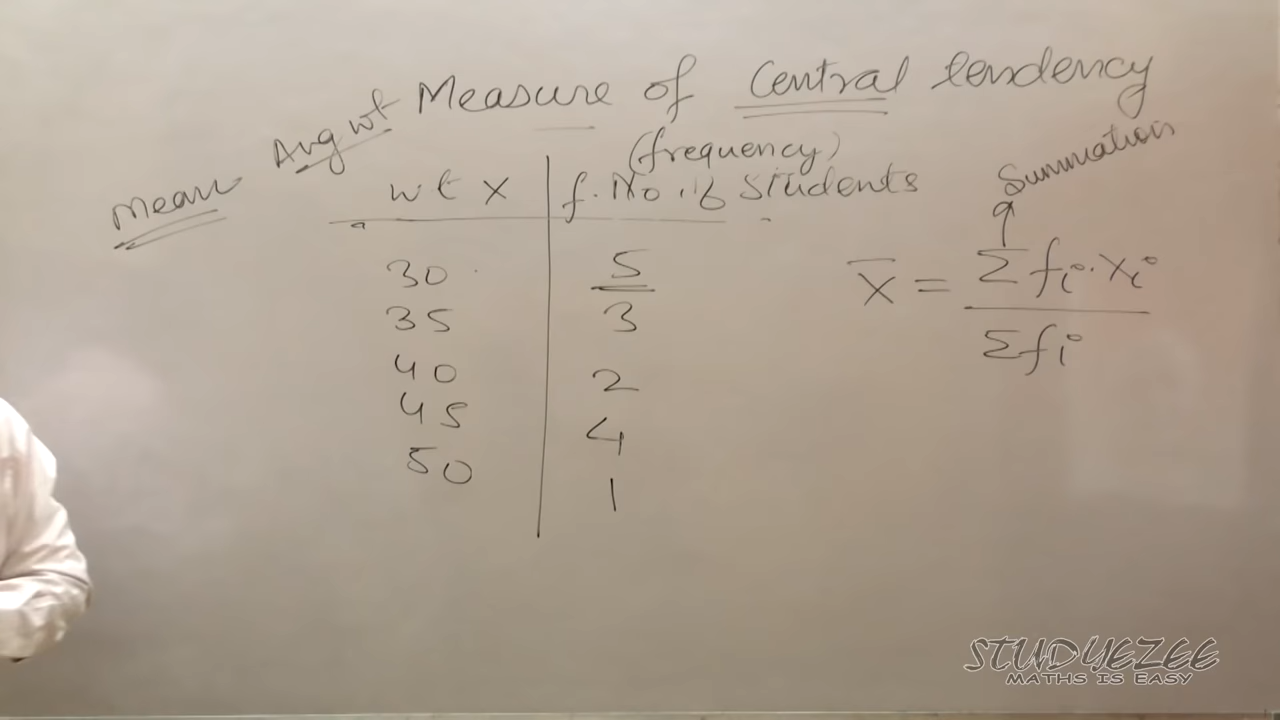 Measure of Central tendency
Avg wt
Mean
(frequency)
wt x f. No. of Students
Summation
30 5
35 3
40 2
45 4
50 1
x̄ = Σ fi·xi / Σfi
STUDYEZEE
MATHS IS EASY